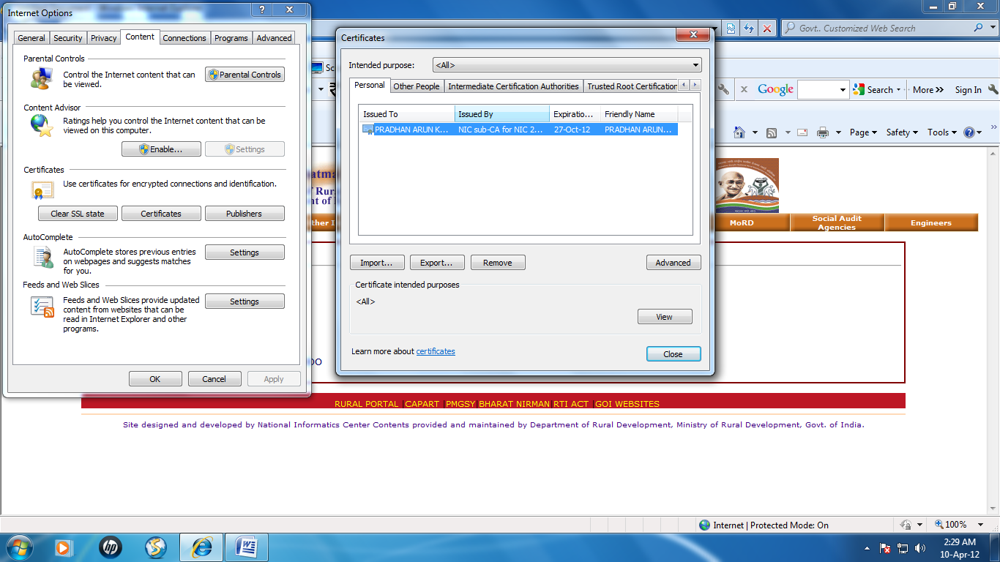 Internet Options
General Security Privacy Content Connections Programs Advanced
Parental Controls
Control the Internet content that can
be viewed.
Parental Controls
Content Advisor
Ratings help you control the Internet content that can be
viewed on this computer.
Enable...
Settings
Certificates
Use certificates for encrypted connections and identification.
Clear SSL state
Certificates
Publishers
AutoComplete
AutoComplete stores previous entries
on webpages and suggests matches
for you.
Settings
Feeds and Web Slices
Feeds and Web Slices provide updated
content from websites that can be
read in Internet Explorer and other
programs.
Settings
OK
Cancel
Apply
Certificates
Intended purpose:
<All>
Personal Other People Intermediate Certification Authorities Trusted Root Certification
Issued To Issued By Expiratio... Friendly Name
PRADHAN ARUN K... NIC sub-CA for NIC 2... 27-Oct-12 PRADHAN ARUN...
Import...
Export...
Remove
Advanced
Certificate intended purposes
<All>
View
Learn more about certificates
Close
Govt.. Customized Web Search
Google
Search
More >>
Sign In
Page
Safety
Tools
MoRD
Social Audit
Agencies
Engineers
RURAL PORTAL |CAPART |PMGSY|BHARAT NIRMAN|RTI ACT |GOI WEBSITES
Site designed and developed by National Informatics Center Contents provided and maintained by Department of Rural Development, Ministry of Rural Development, Govt. of India.
Internet | Protected Mode: On
100%
hp
2:29 AM
10-Apr-12